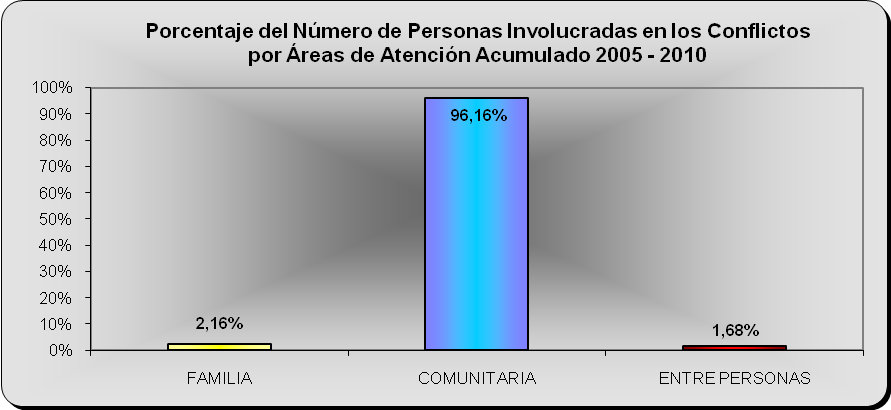 Porcentaje del Número de Personas Involucradas en los Conflictos
por Áreas de Atención Acumulado 2005 - 2010
100%
90%
80%
70%
60%
50%
40%
30%
20%
10%
0%
2,16%
96,16%
1,68%
FAMILIA
COMUNITARIA
ENTRE PERSONAS